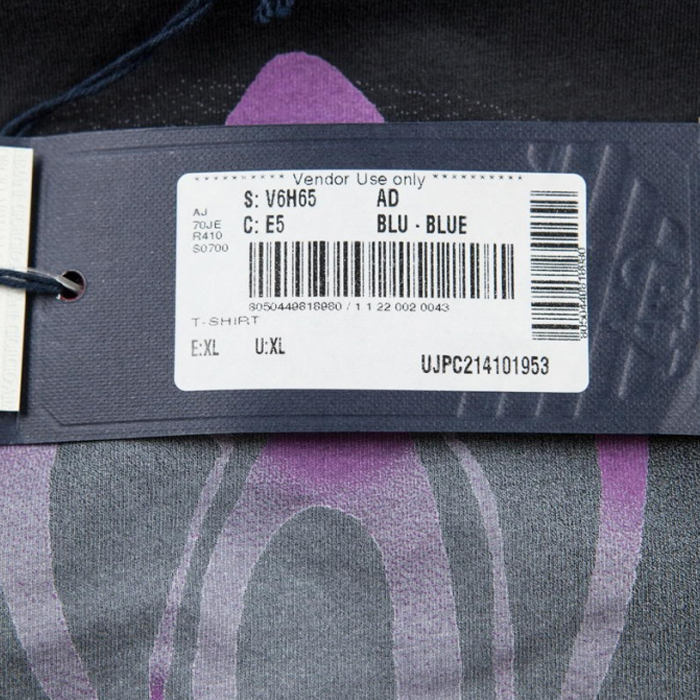 ********** Vendor Use only **********
S: V6H65 AD
C: E5 BLU - BLUE
AJ
70JE
R410
S0700
8050449818980 / 1 1 22 002 0043
T-SHIRT
E:XL U:XL
UJPC214101953